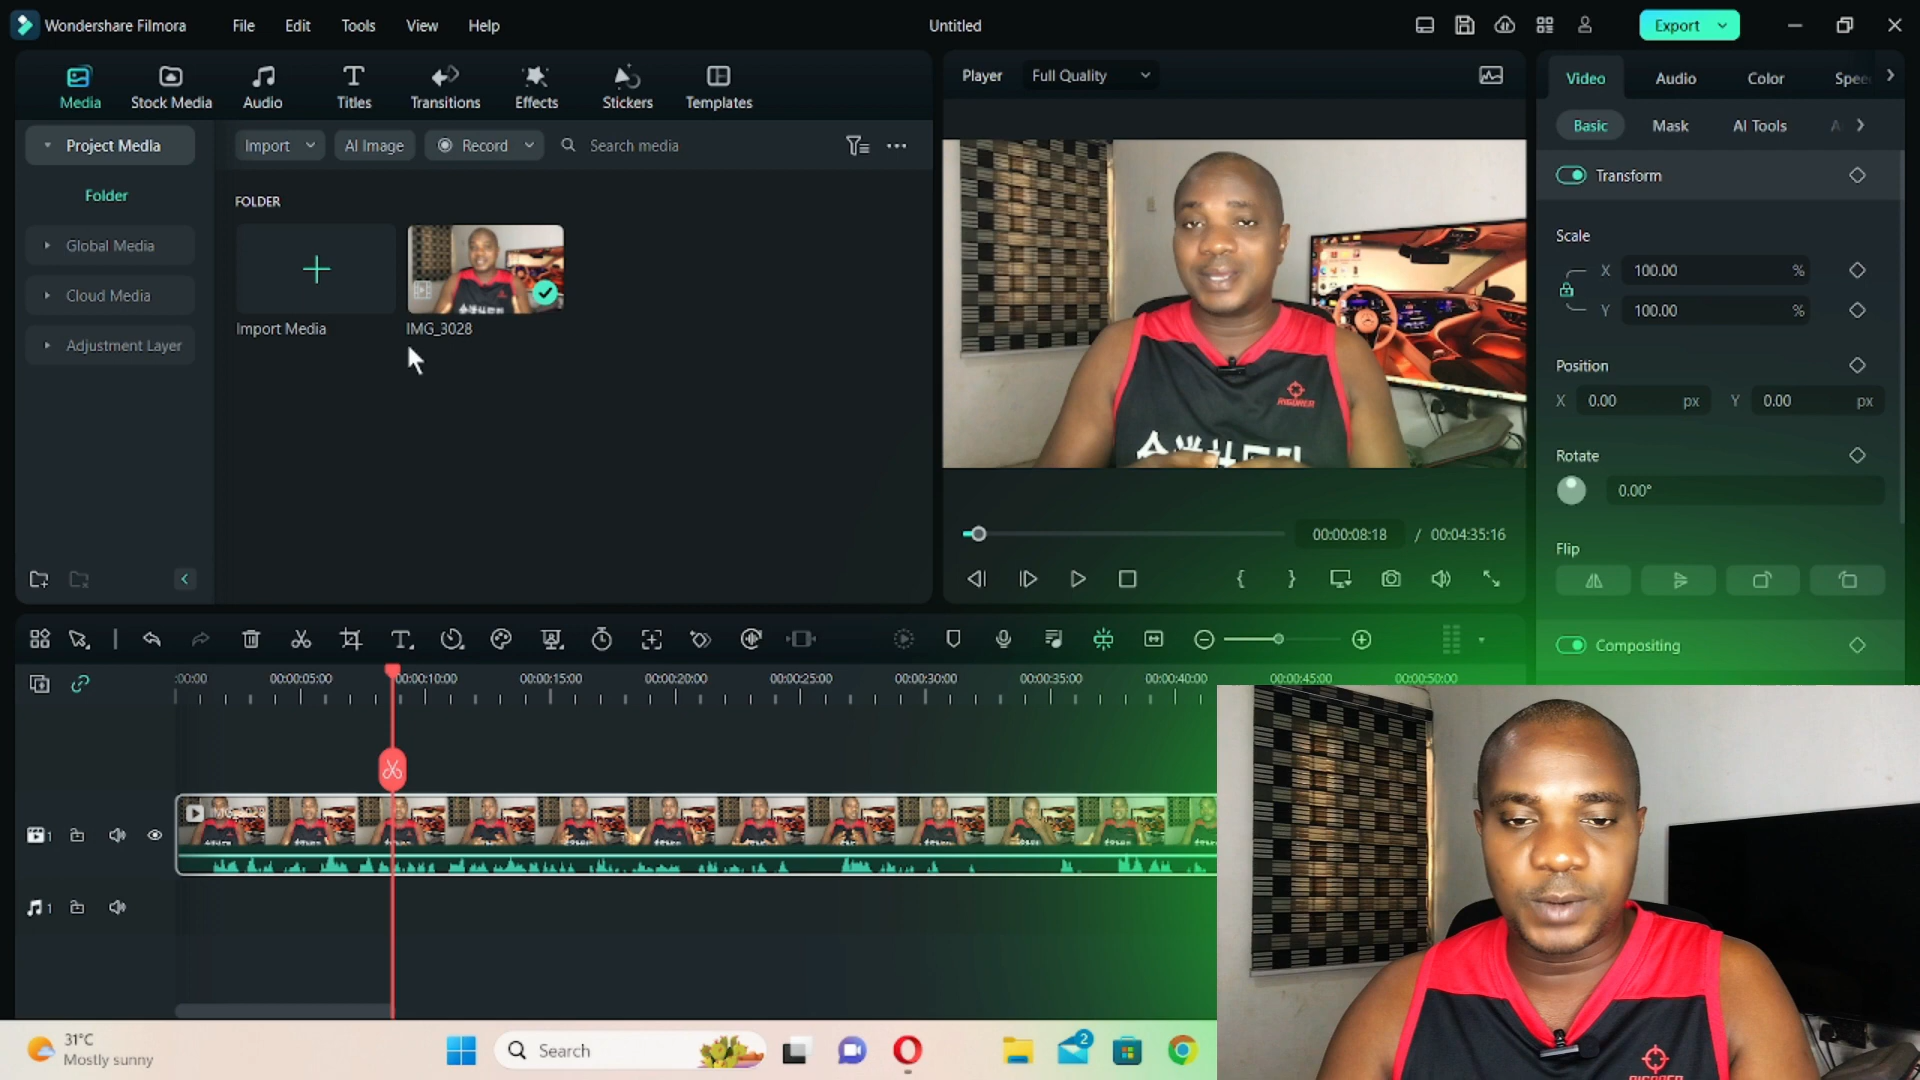 Wondershare Filmora
File
Edit
Tools
View
Help
Untitled
Export
Media
Stock Media
Audio
Titles
Transitions
Effects
Stickers
Templates
Project Media
Folder
Global Media
Cloud Media
Adjustment Layer
Import
AI Image
Record
Search media
FOLDER
Import Media
IMG_3028
Player
Full Quality
RIGORER
00:00:08:18 / 00:04:35:16
Video
Audio
Color
Spee
Basic
Mask
AI Tools
A
Transform
Scale
X 100.00 %
Y 100.00 %
Position
X 0.00 px Y 0.00 px
Rotate
0.00°
Flip
Compositing
:00:00 00:00:05:00 00:00:10:00 00:00:15:00 00:00:20:00 00:00:25:00 00:00:30:00 00:00:35:00 00:00:40:00 00:00:45:00 00:00:50:00
1
1
31°C
Mostly sunny
Search
2